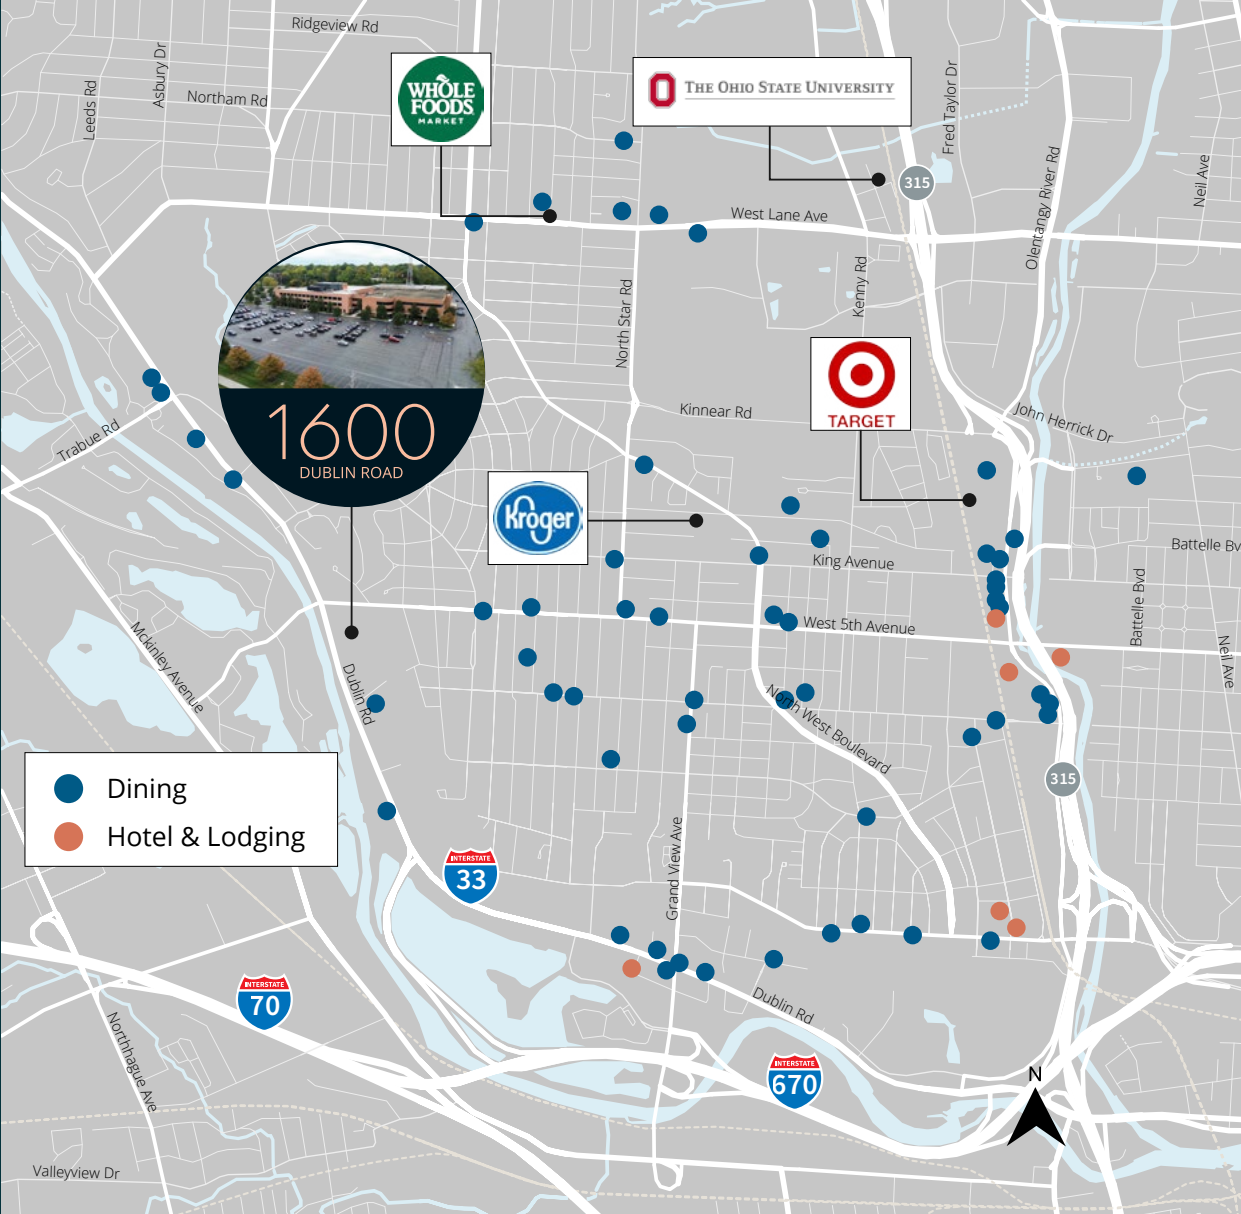 Ridgeview Rd
Asbury Dr
Leeds Rd
Northam Rd
WHOLE
FOODS
MARKET
THE OHIO STATE UNIVERSITY
Fred Taylor Dr
315
Neil Ave
Olentangy River Rd
West Lane Ave
Kenny Rd
North Star Rd
TARGET
Kinnear Rd
John Herrick Dr
Trabue Rd
1600
DUBLIN ROAD
Kroger
King Avenue
Battelle Bv
Battelle Bvd
West 5th Avenue
Neil Ave
Mckinley Avenue
Dublin Rd
North West Boulevard
315
Dining
Hotel & Lodging
INTERSTATE
33
Grand View Ave
INTERSTATE
70
Dublin Rd
Northhague Ave
INTERSTATE
670
N
Valleyview Dr